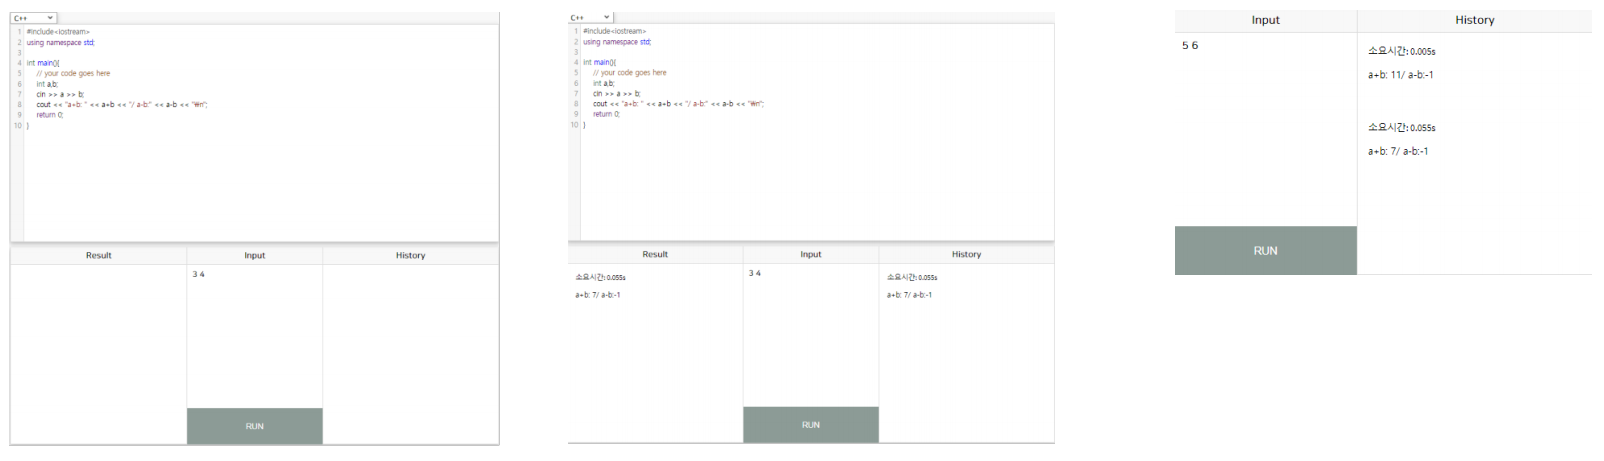 C++
1 #include<iostream>
2 using namespace std;
3
4 int main(){
5 // your code goes here
6 int a,b;
7 cin >> a >> b;
8 cout << "a+b: " << a+b << "/ a-b:" << a-b << "₩n";
9 return 0;
10 }
Result Input History
3 4
RUN
C++
1 #include<iostream>
2 using namespace std;
3
4 int main(){
5 // your code goes here
6 int a,b;
7 cin >> a >> b;
8 cout << "a+b: " << a+b << "/ a-b:" << a-b << "₩n";
9 return 0;
10 }
Result Input History
소요시간: 0.055s 3 4 소요시간: 0.055s
a+b: 7/ a-b:-1 a+b: 7/ a-b:-1
RUN
Input History
5 6 소요시간: 0.005s
a+b: 11/ a-b:-1
소요시간: 0.055s
a+b: 7/ a-b:-1
RUN